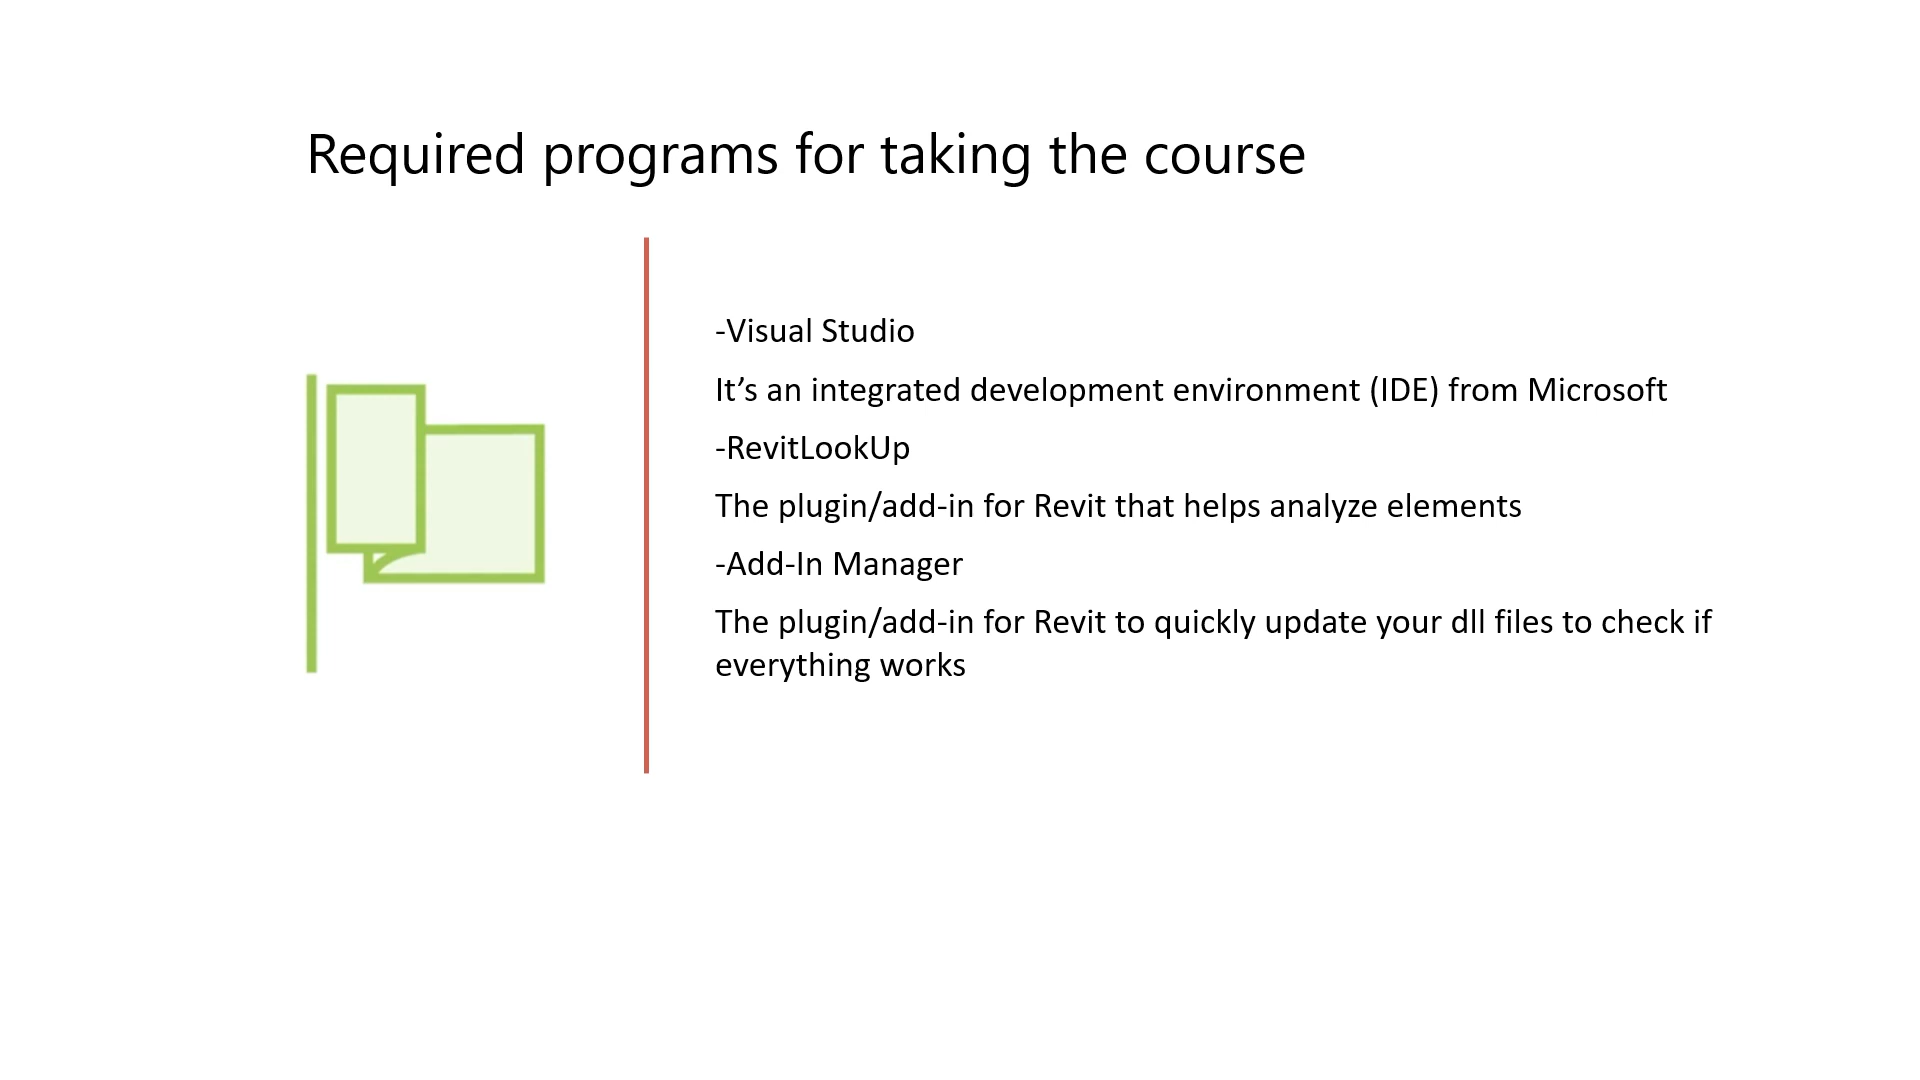 Required programs for taking the course
-Visual Studio
It’s an integrated development environment (IDE) from Microsoft
-RevitLookUp
The plugin/add-in for Revit that helps analyze elements
-Add-In Manager
The plugin/add-in for Revit to quickly update your dll files to check if
everything works